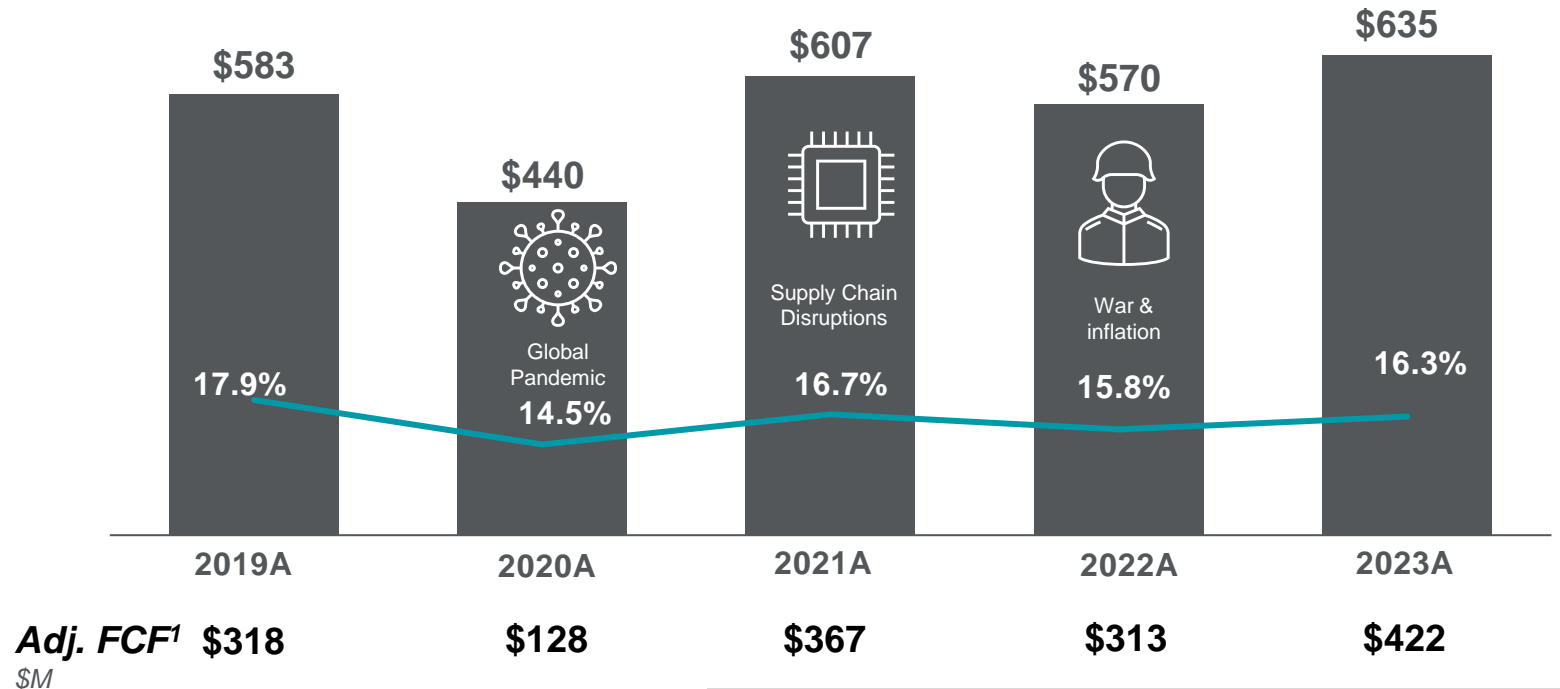 $583
$440
$607
$570
$635
Global
Pandemic
Supply Chain
Disruptions
War &
inflation
17.9%
14.5%
16.7%
15.8%
16.3%
2019A
2020A
2021A
2022A
2023A
Adj. FCF¹ $318 $128 $367 $313 $422
$M